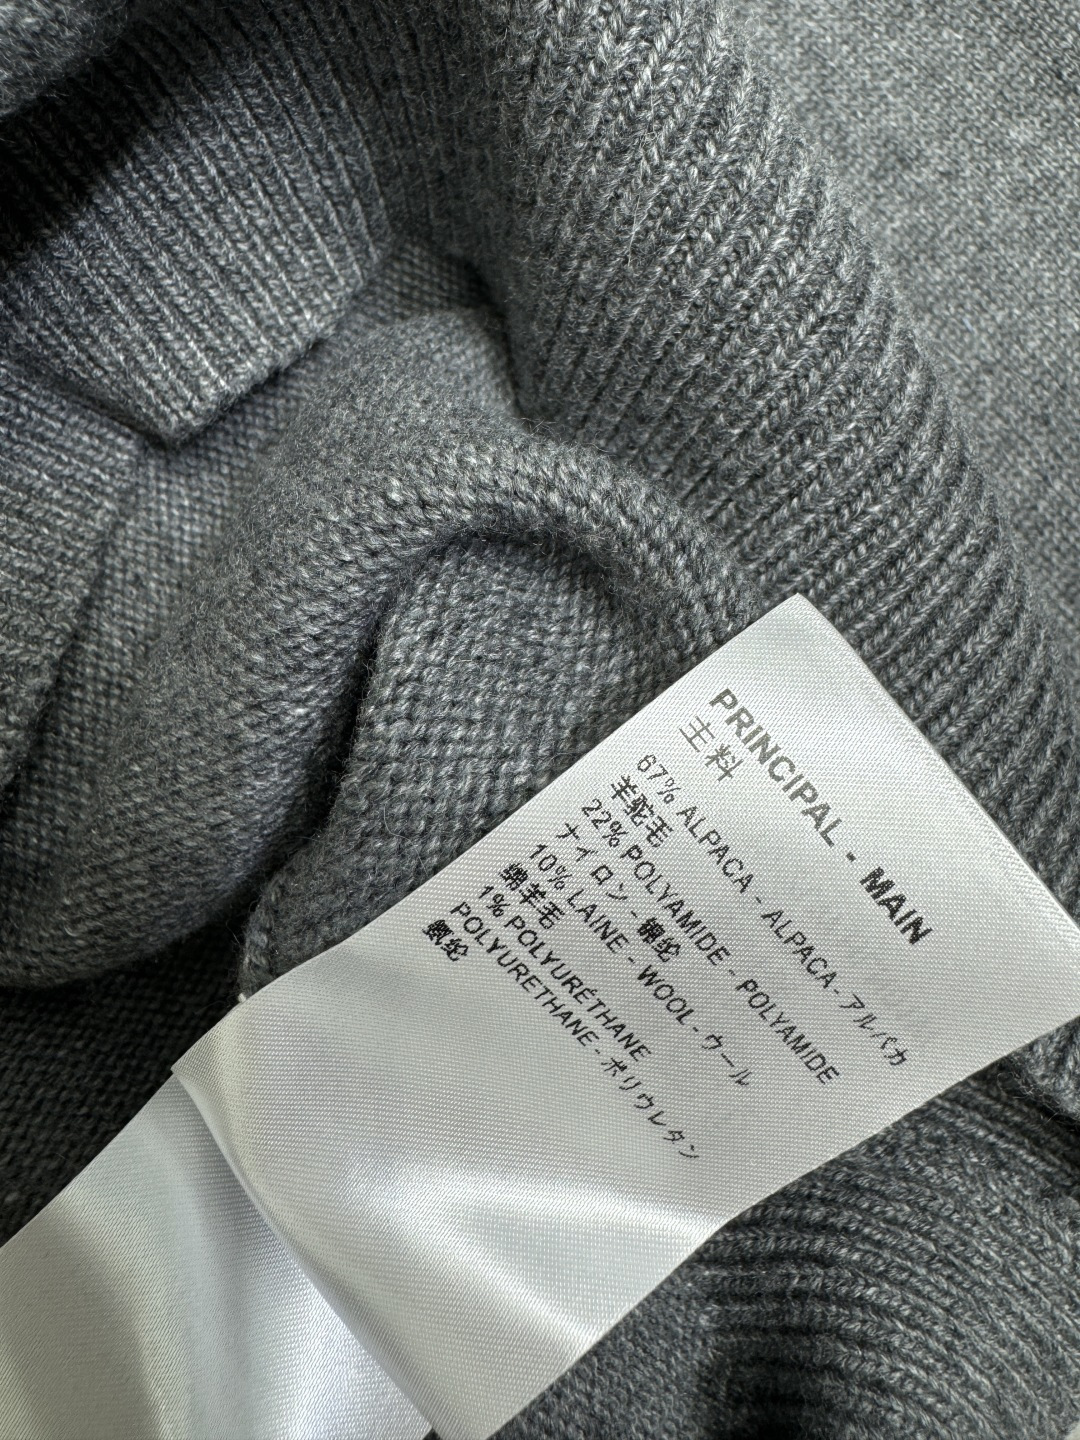 PRINCIPAL - MAIN
主料
67% ALPACA - ALPACA - アルパカ
羊驼毛
22% POLYAMIDE - POLYAMIDE
ナイロン - 锦纶
10% LAINE - WOOL - ウール
绵羊毛
1% POLYURÉTHANE
POLYURETHANE - ポリウレタン
氨纶